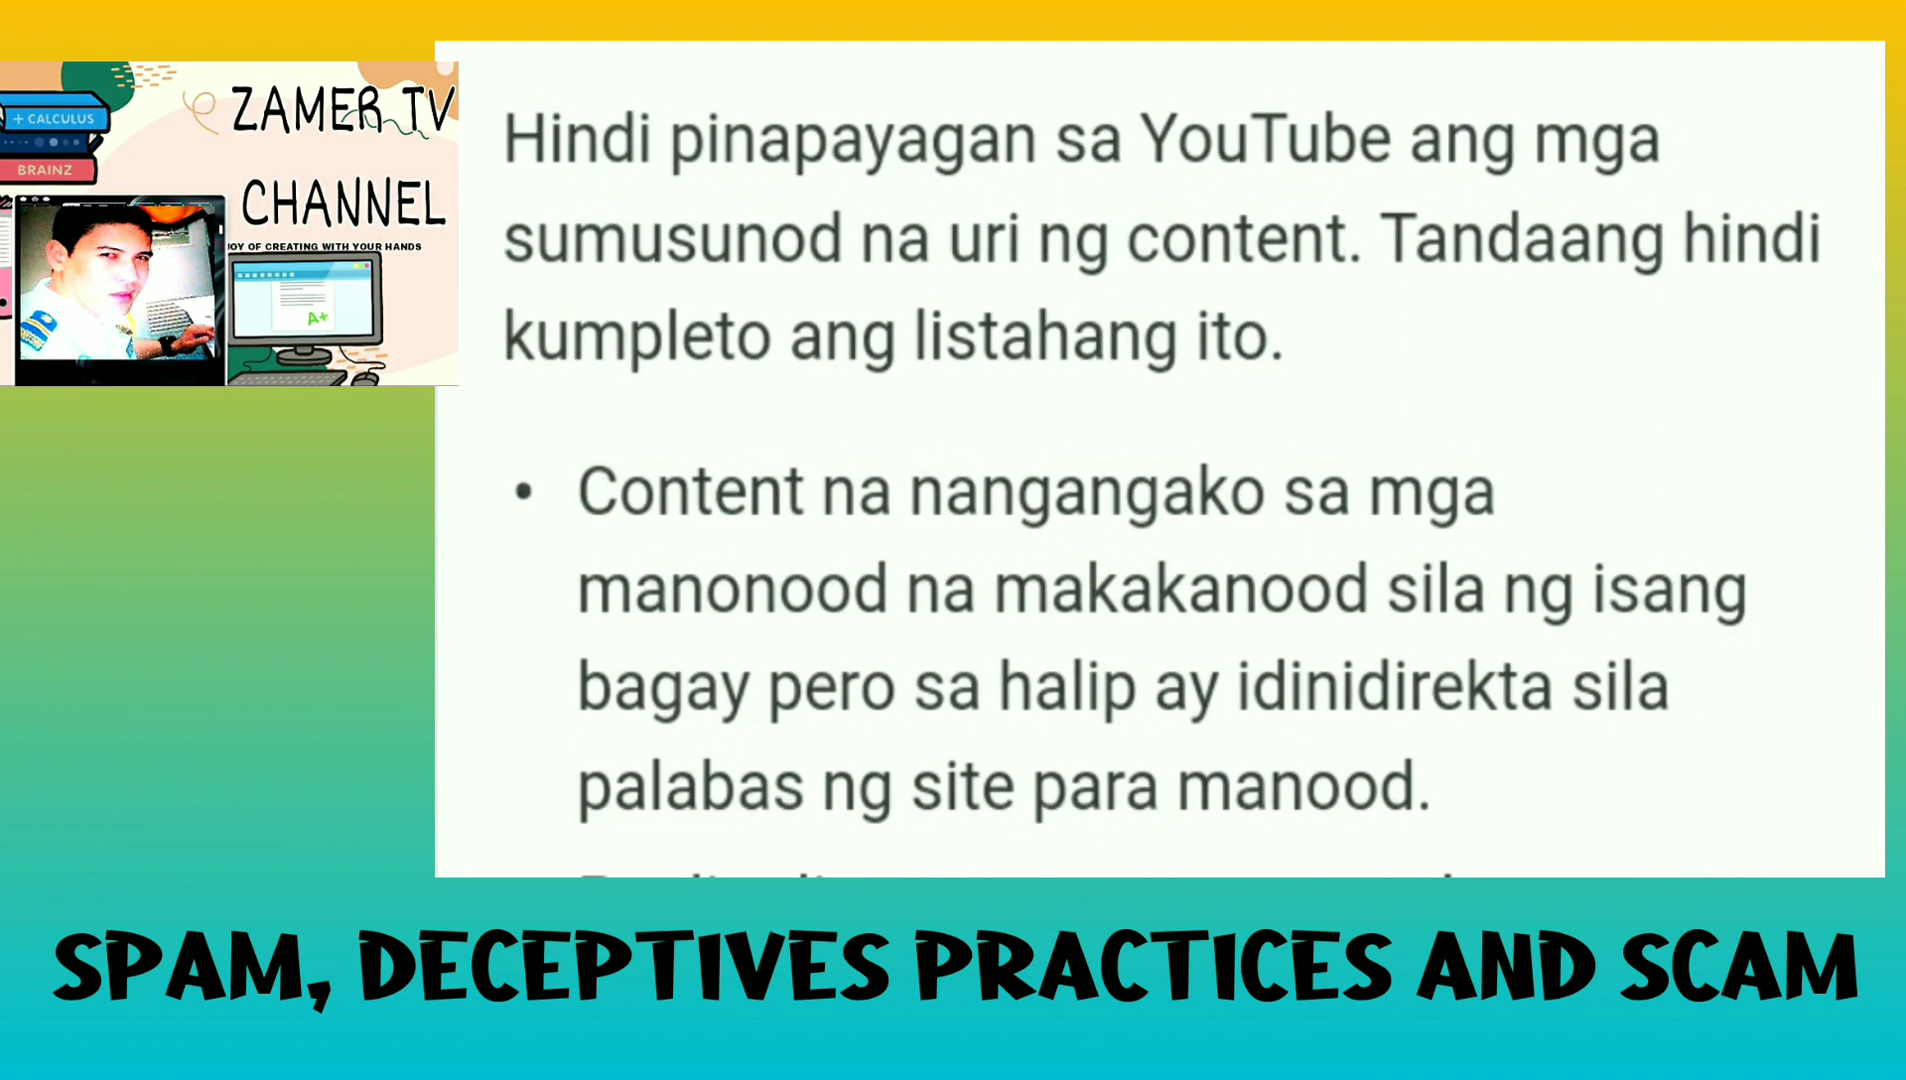 + CALCULUS
BRAINZ
ZAMER TV
CHANNEL
JOY OF CREATING WITH YOUR HANDS
A+
Hindi pinapayagan sa YouTube ang mga
sumusunod na uri ng content. Tandaang hindi
kumpleto ang listahang ito.
• Content na nangangako sa mga
manonood na makakanood sila ng isang
bagay pero sa halip ay idinidirekta sila
palabas ng site para manood.
SPAM, DECEPTIVES PRACTICES AND SCAM